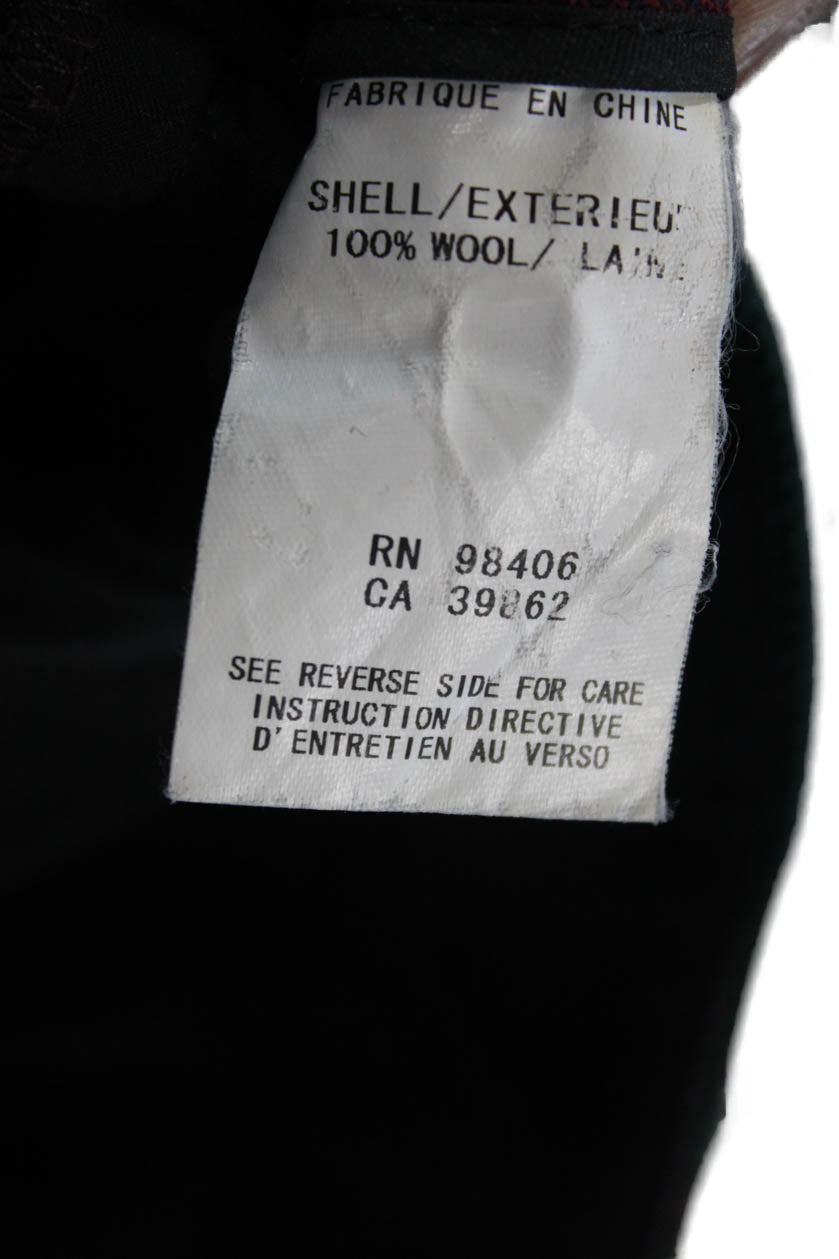 FABRIQUE EN CHINE
SHELL/EXTERIEU
100% WOOL/ LAINE
RN 98406
CA 39862
SEE REVERSE SIDE FOR CARE
INSTRUCTION DIRECTIVE
D'ENTRETIEN AU VERSO